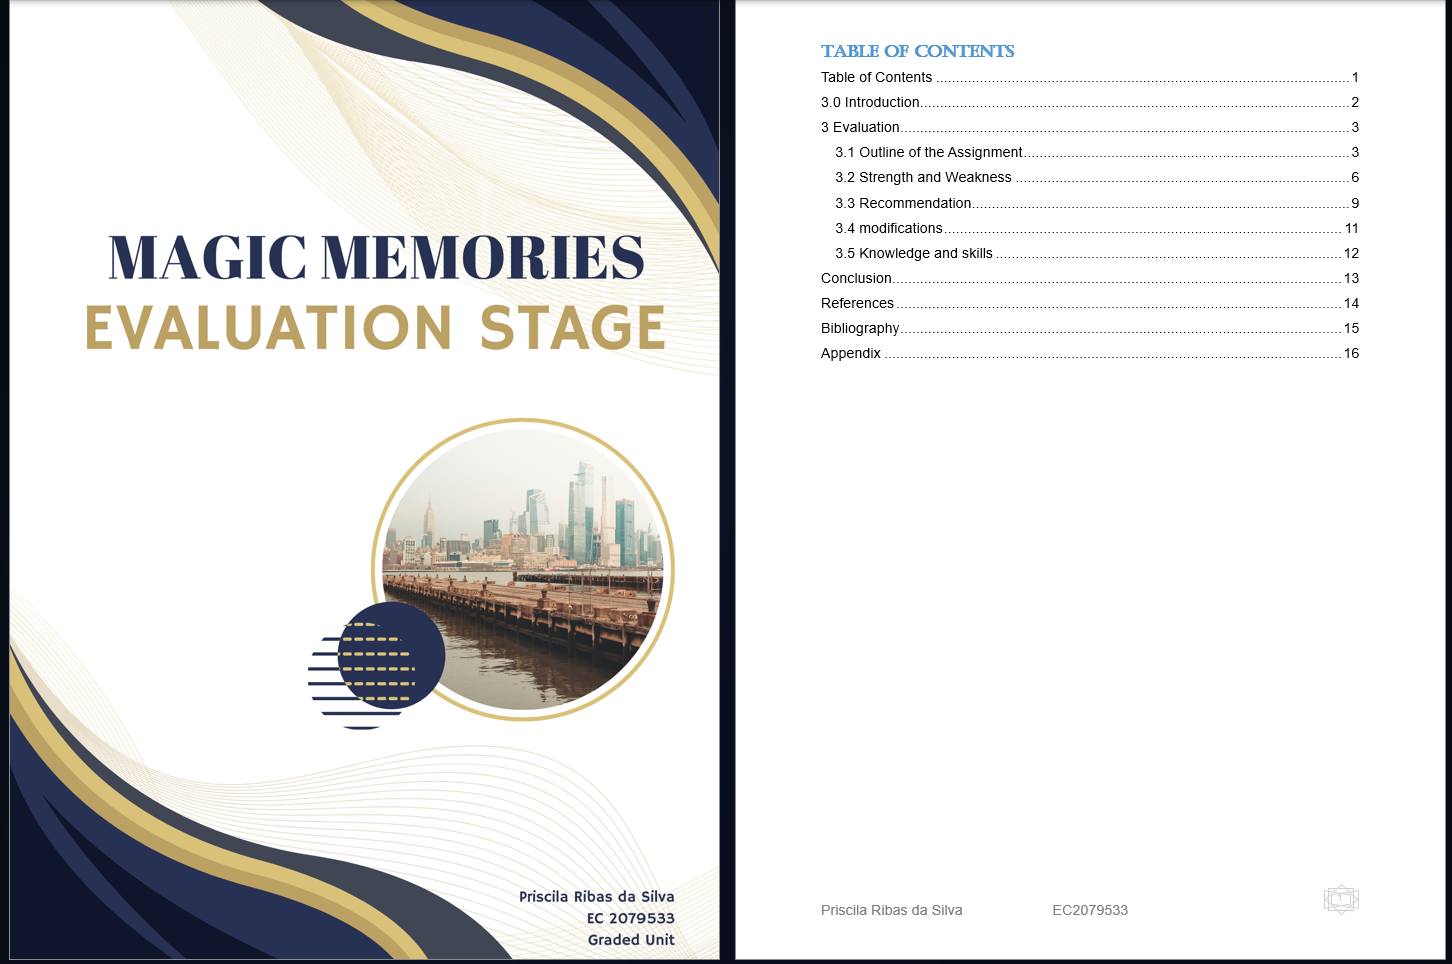 MAGIC MEMORIES
EVALUATION STAGE
Priscila Ribas da Silva
EC 2079533
Graded Unit
TABLE OF CONTENTS
Table of Contents ................................................ 1
3.0 Introduction................................................ 2
3 Evaluation................................................ 3
3.1 Outline of the Assignment................................................ 3
3.2 Strength and Weakness ................................................ 6
3.3 Recommendation................................................ 9
3.4 modifications................................................ 11
3.5 Knowledge and skills ................................................ 12
Conclusion................................................ 13
References ................................................ 14
Bibliography................................................ 15
Appendix ................................................ 16
Priscila Ribas da Silva EC2079533 1